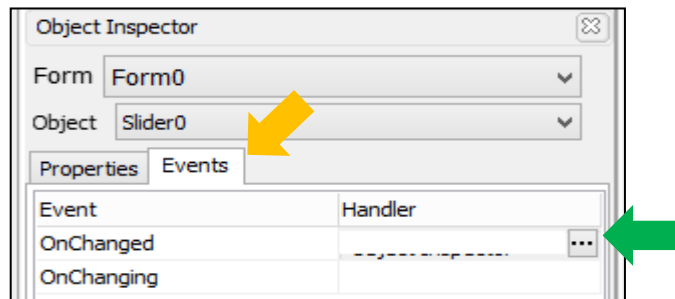 Object Inspector
Form Form0
Object Slider0
Properties Events
Event Handler
OnChanged ...
OnChanging